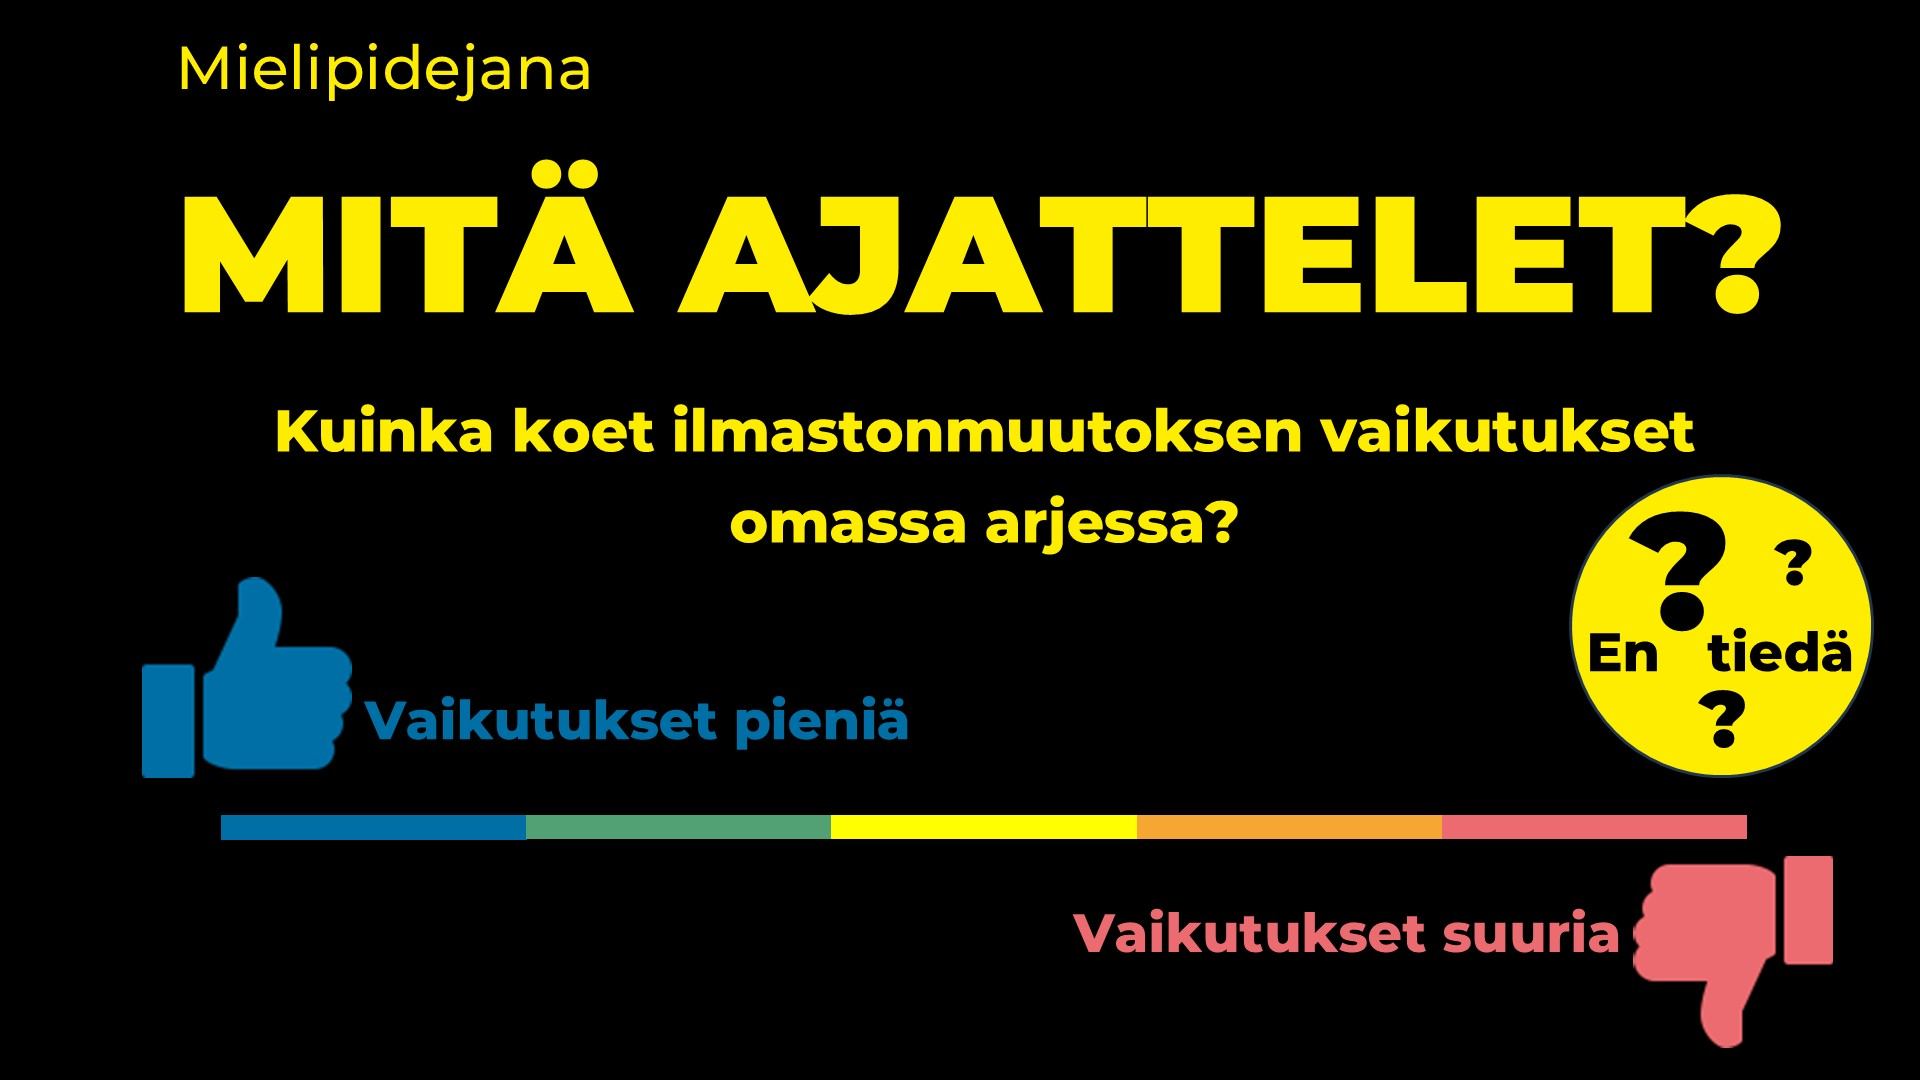 Mielipidejana
MITÄ AJATTELET?
Kuinka koet ilmastonmuutoksen vaikutukset
omassa arjessa?
? ?
En tiedä
?
Vaikutukset pieniä
Vaikutukset suuria